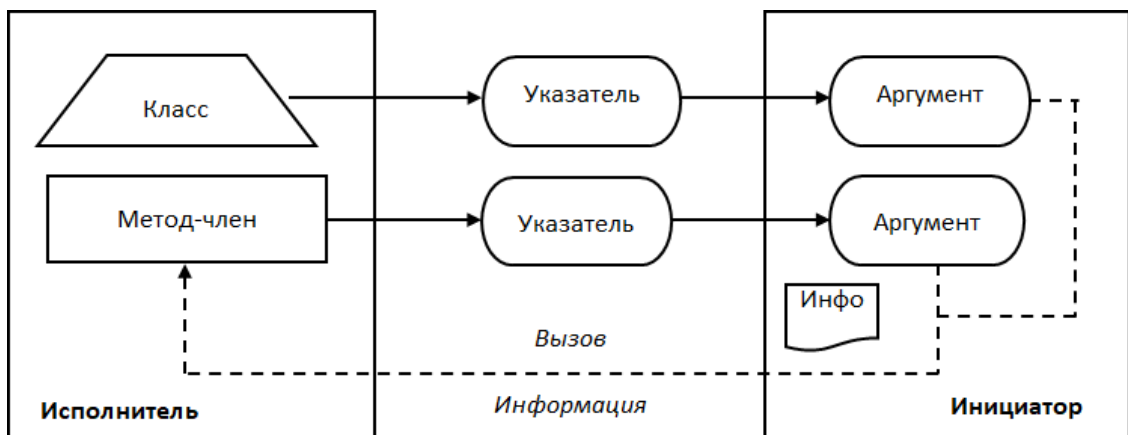 Класс
Указатель
Аргумент
Метод-член
Указатель
Аргумент
Инфо
Вызов
Исполнитель
Информация
Инициатор